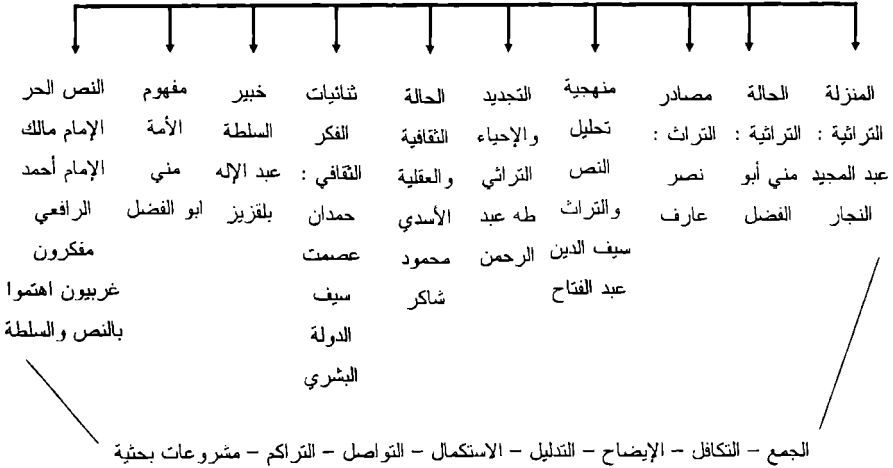 المنزلة
التراثية :
عبد المجيد
النجار
الحالة
التراثية :
مني أبو
الفضل
مصادر
التراث :
نصر
عارف
منهجية
تحليل
النص
والتراث
سيف الدين
عبد الفتاح
التجديد
والإحياء
التراثي
طه عبد
الرحمن
الحالة
الثقافية
والعقلية
الأسدي
محمود
شاكر
ثنائيات
الفكر
الثقافي :
حمدان
عصمت
سيف
الدولة
البشري
خبير
السلطة
عبد الإله
بلقزيز
مفهوم
الأمة
مني
ابو الفضل
النص الحر
الإمام مالك
الإمام أحمد
الرافعي
مفكرون
غربيون اهتموا
بالنص والسلطة
الجمع – التكافل – الإيضاح – التدليل – الاستكمال – التواصل – التراكم – مشروعات بحثية